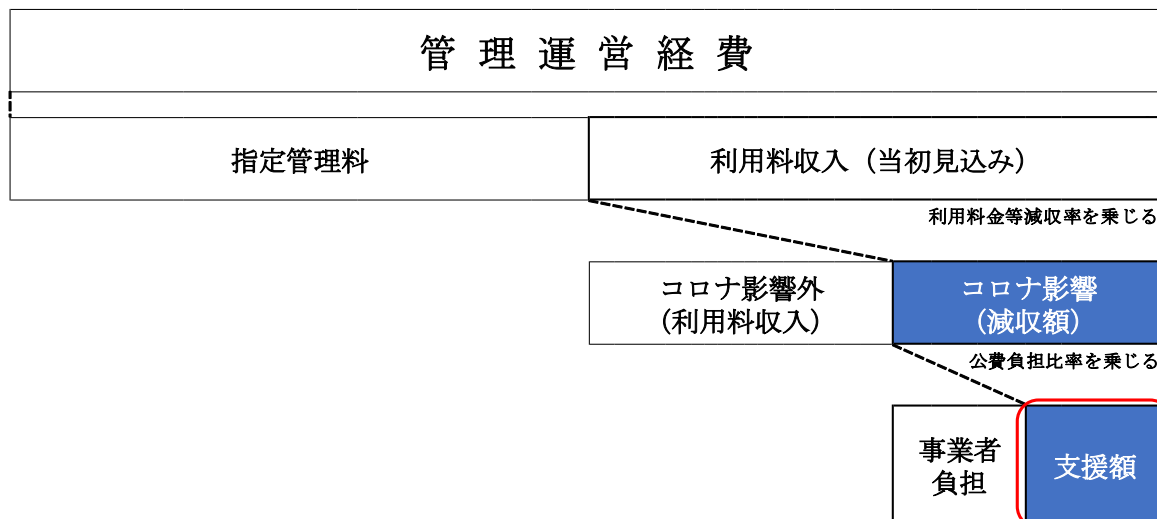 管理運営経費
指定管理料
利用料収入（当初見込み）
利用料金等減収率を乗じる
コロナ影響外
（利用料収入）
コロナ影響
（減収額）
公費負担比率を乗じる
事業者
負担
支援額